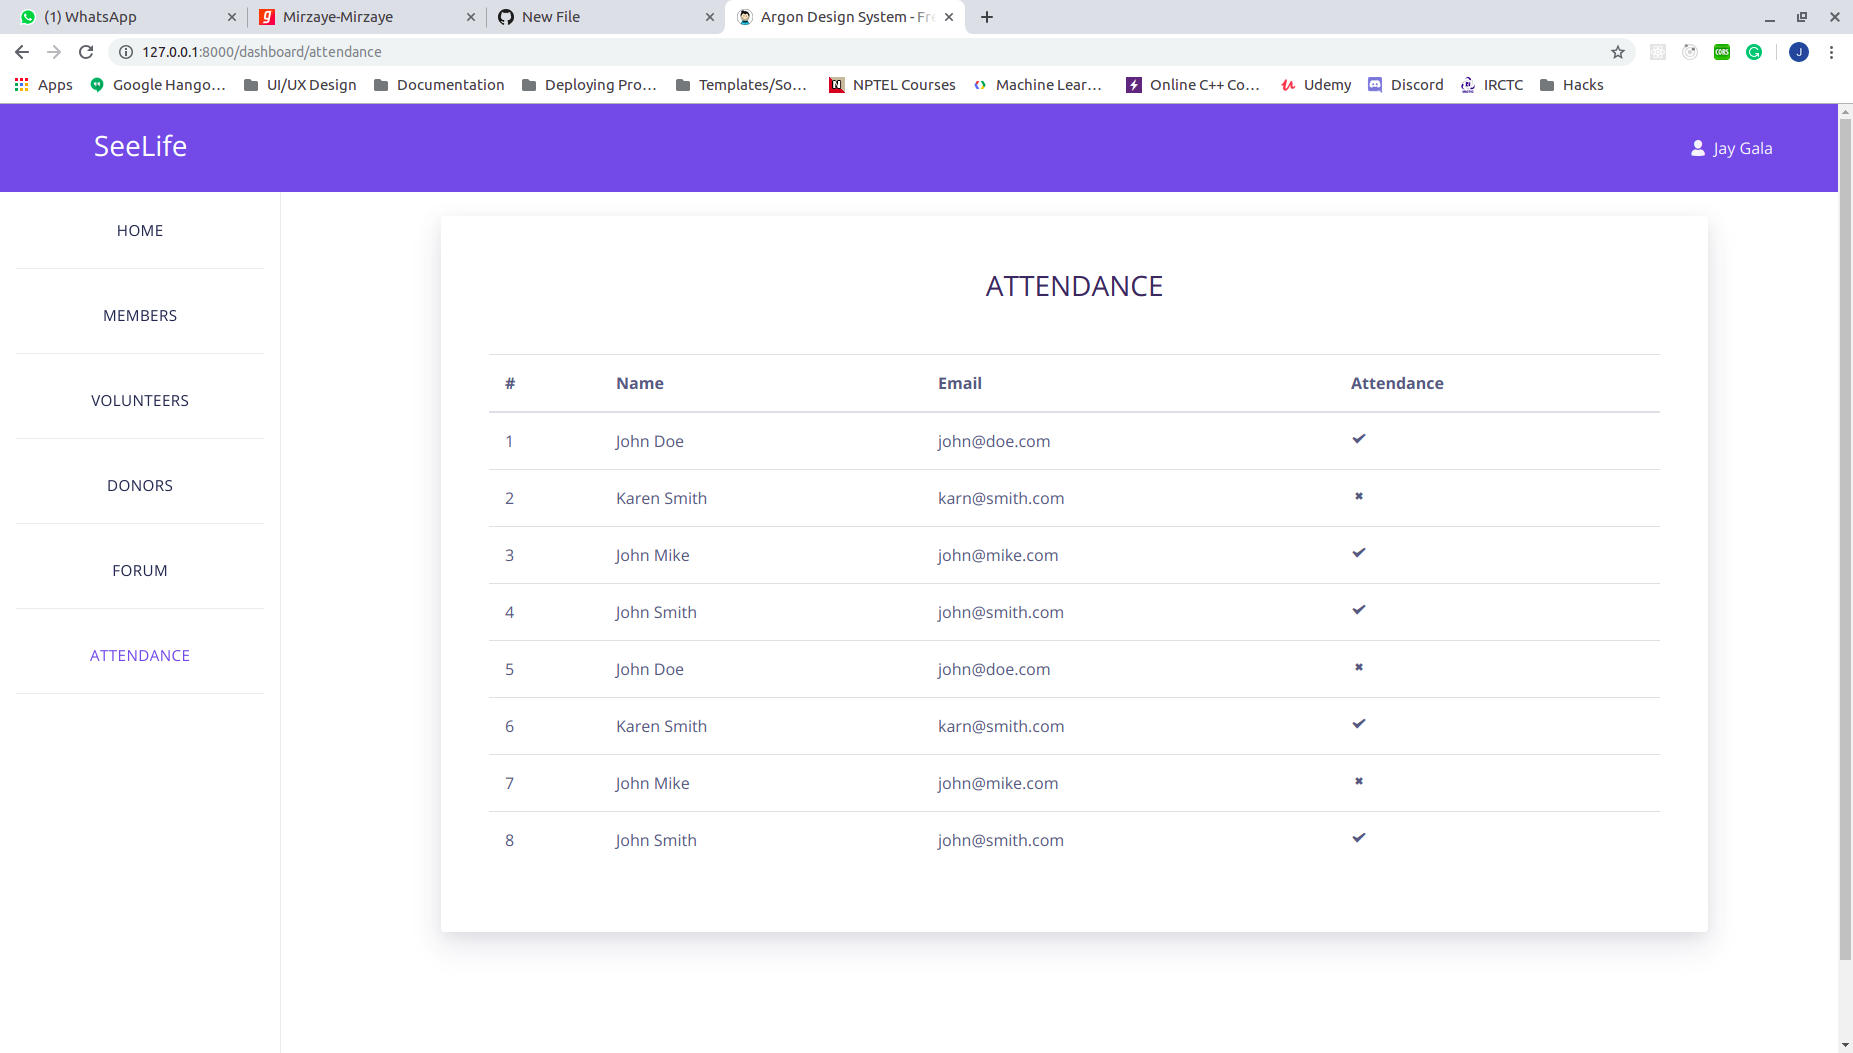 (1) WhatsApp Mirzaye-Mirzaye New File Argon Design System - Fre
127.0.0.1:8000/dashboard/attendance J
Apps Google Hango... UI/UX Design Documentation Deploying Pro... Templates/So... NPTEL Courses Machine Lear... Online C++ Co... Udemy Discord IRCTC Hacks
SeeLife Jay Gala
HOME
MEMBERS
VOLUNTEERS
DONORS
FORUM
ATTENDANCE
ATTENDANCE
# Name Email Attendance
1 John Doe john@doe.com ✔
2 Karen Smith karn@smith.com ✖
3 John Mike john@mike.com ✔
4 John Smith john@smith.com ✔
5 John Doe john@doe.com ✖
6 Karen Smith karn@smith.com ✔
7 John Mike john@mike.com ✖
8 John Smith john@smith.com ✔